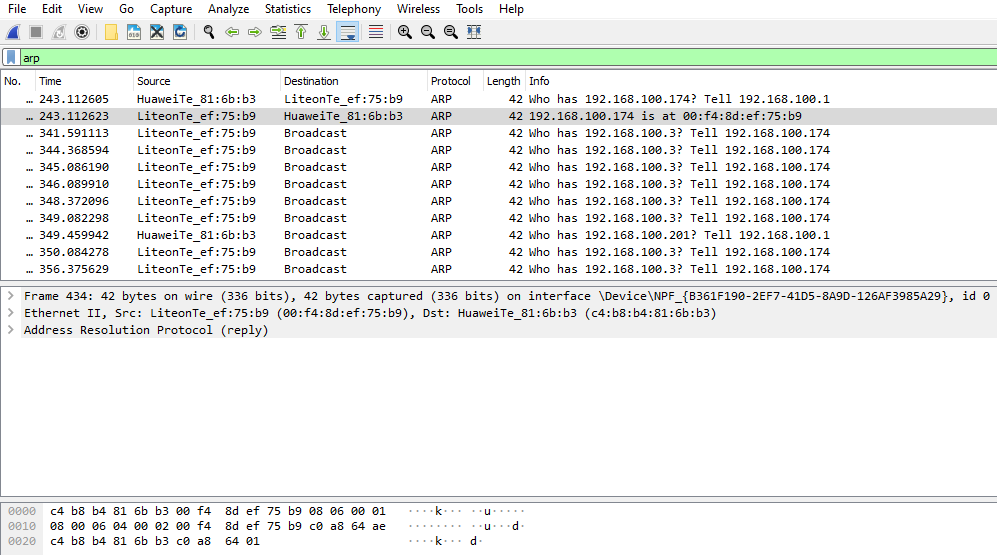 File Edit View Go Capture Analyze Statistics Telephony Wireless Tools Help
arp
No. Time Source Destination Protocol Length Info
… 243.112605 HuaweiTe_81:6b:b3 LiteonTe_ef:75:b9 ARP 42 Who has 192.168.100.174? Tell 192.168.100.1
… 243.112623 LiteonTe_ef:75:b9 HuaweiTe_81:6b:b3 ARP 42 192.168.100.174 is at 00:f4:8d:ef:75:b9
… 341.591113 LiteonTe_ef:75:b9 Broadcast ARP 42 Who has 192.168.100.3? Tell 192.168.100.174
… 344.368594 LiteonTe_ef:75:b9 Broadcast ARP 42 Who has 192.168.100.3? Tell 192.168.100.174
… 345.086190 LiteonTe_ef:75:b9 Broadcast ARP 42 Who has 192.168.100.3? Tell 192.168.100.174
… 346.089910 LiteonTe_ef:75:b9 Broadcast ARP 42 Who has 192.168.100.3? Tell 192.168.100.174
… 348.372096 LiteonTe_ef:75:b9 Broadcast ARP 42 Who has 192.168.100.3? Tell 192.168.100.174
… 349.082298 LiteonTe_ef:75:b9 Broadcast ARP 42 Who has 192.168.100.3? Tell 192.168.100.174
… 349.459942 HuaweiTe_81:6b:b3 Broadcast ARP 42 Who has 192.168.100.201? Tell 192.168.100.1
… 350.084278 LiteonTe_ef:75:b9 Broadcast ARP 42 Who has 192.168.100.3? Tell 192.168.100.174
… 356.375629 LiteonTe_ef:75:b9 Broadcast ARP 42 Who has 192.168.100.3? Tell 192.168.100.174
Frame 434: 42 bytes on wire (336 bits), 42 bytes captured (336 bits) on interface \Device\NPF_{B361F190-2EF7-41D5-8A9D-126AF3985A29}, id 0
Ethernet II, Src: LiteonTe_ef:75:b9 (00:f4:8d:ef:75:b9), Dst: HuaweiTe_81:6b:b3 (c4:b8:b4:81:6b:b3)
Address Resolution Protocol (reply)
0000 c4 b8 b4 81 6b b3 00 f4 8d ef 75 b9 08 06 00 01 ····k··· ··u·····
0010 08 00 06 04 00 02 00 f4 8d ef 75 b9 c0 a8 64 ae ········ ··u···d·
0020 c4 b8 b4 81 6b b3 c0 a8 64 01 ····k··· d·